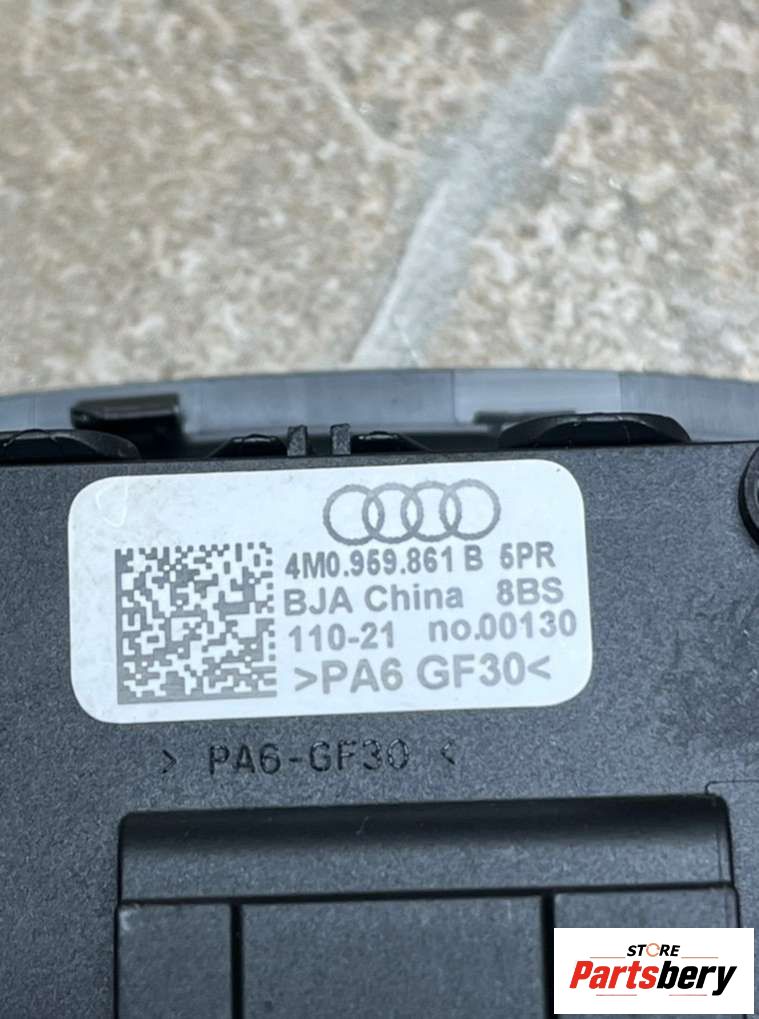 4M0.959.861 B 5PR
BJA China 8BS
110-21 no.00130
>PA6 GF30<
> PA6-GF30 <
STORE
Partsbery